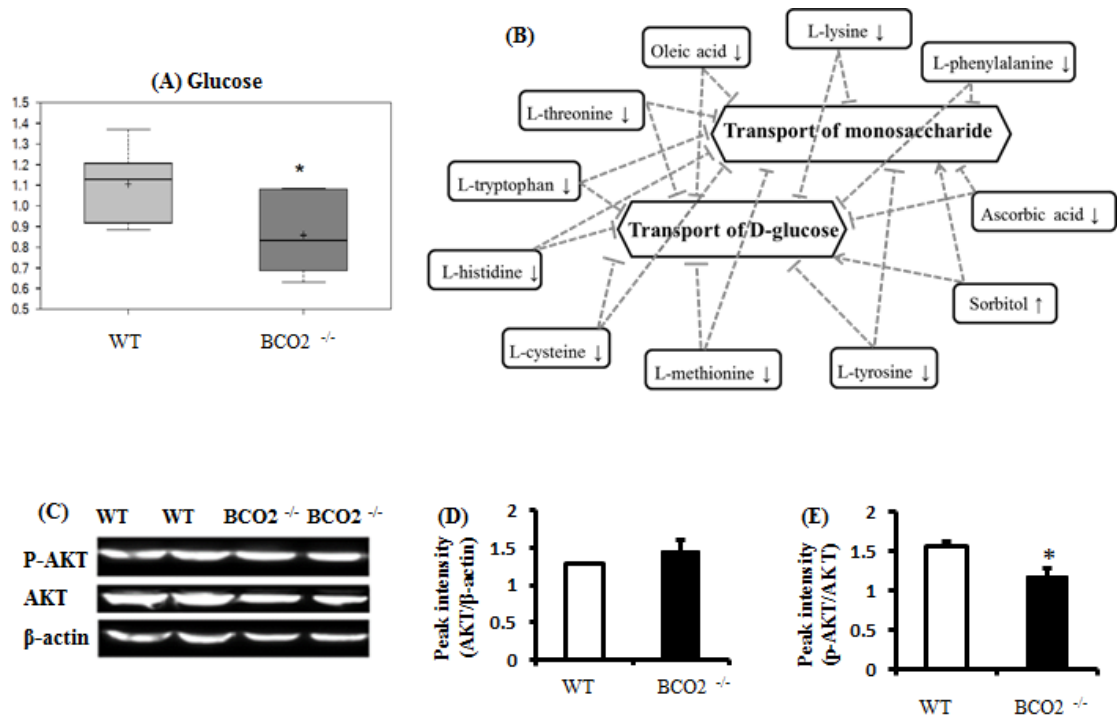 (A) Glucose
1.5
1.4
1.3
1.2
1.1
1.0
0.9
0.8
0.7
0.6
0.5
*
WT
BCO2 -/-
(B)
Oleic acid ↓
L-lysine ↓
L-phenylalanine ↓
L-threonine ↓
Transport of monosaccharide
L-tryptophan ↓
Transport of D-glucose
Ascorbic acid ↓
L-histidine ↓
Sorbitol ↑
L-cysteine ↓
L-methionine ↓
L-tyrosine ↓
(C)
WT WT BCO2 -/- BCO2 -/-
P-AKT
AKT
β-actin
(D)
Peak intensity
(AKT/β-actin)
2
1.5
1
0.5
0
WT
BCO2 -/-
(E)
Peak intensity
(p-AKT/AKT)
2
1.5
1
0.5
0
*
WT
BCO2 -/-